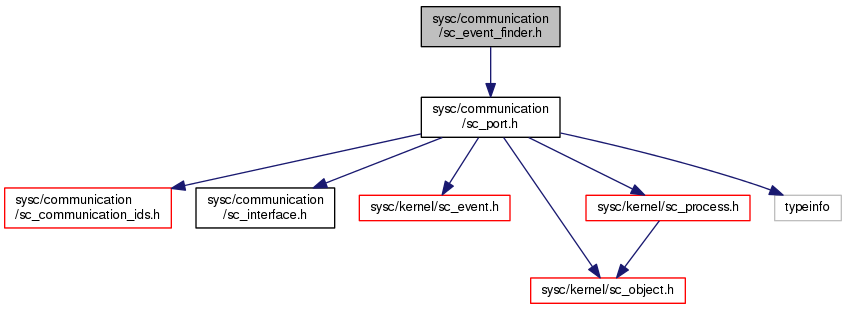 sysc/communication
/sc_event_finder.h
sysc/communication
/sc_port.h
sysc/communication
/sc_communication_ids.h
sysc/communication
/sc_interface.h
sysc/kernel/sc_event.h
sysc/kernel/sc_process.h
typeinfo
sysc/kernel/sc_object.h